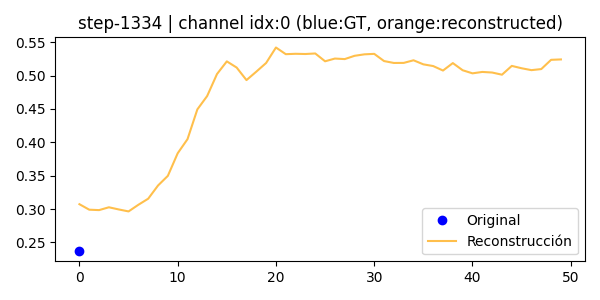 step-1334 | channel idx:0 (blue:GT, orange:reconstructed)
0.55
0.50
0.45
0.40
0.35
0.30
0.25
Original
Reconstrucción
0 10 20 30 40 50